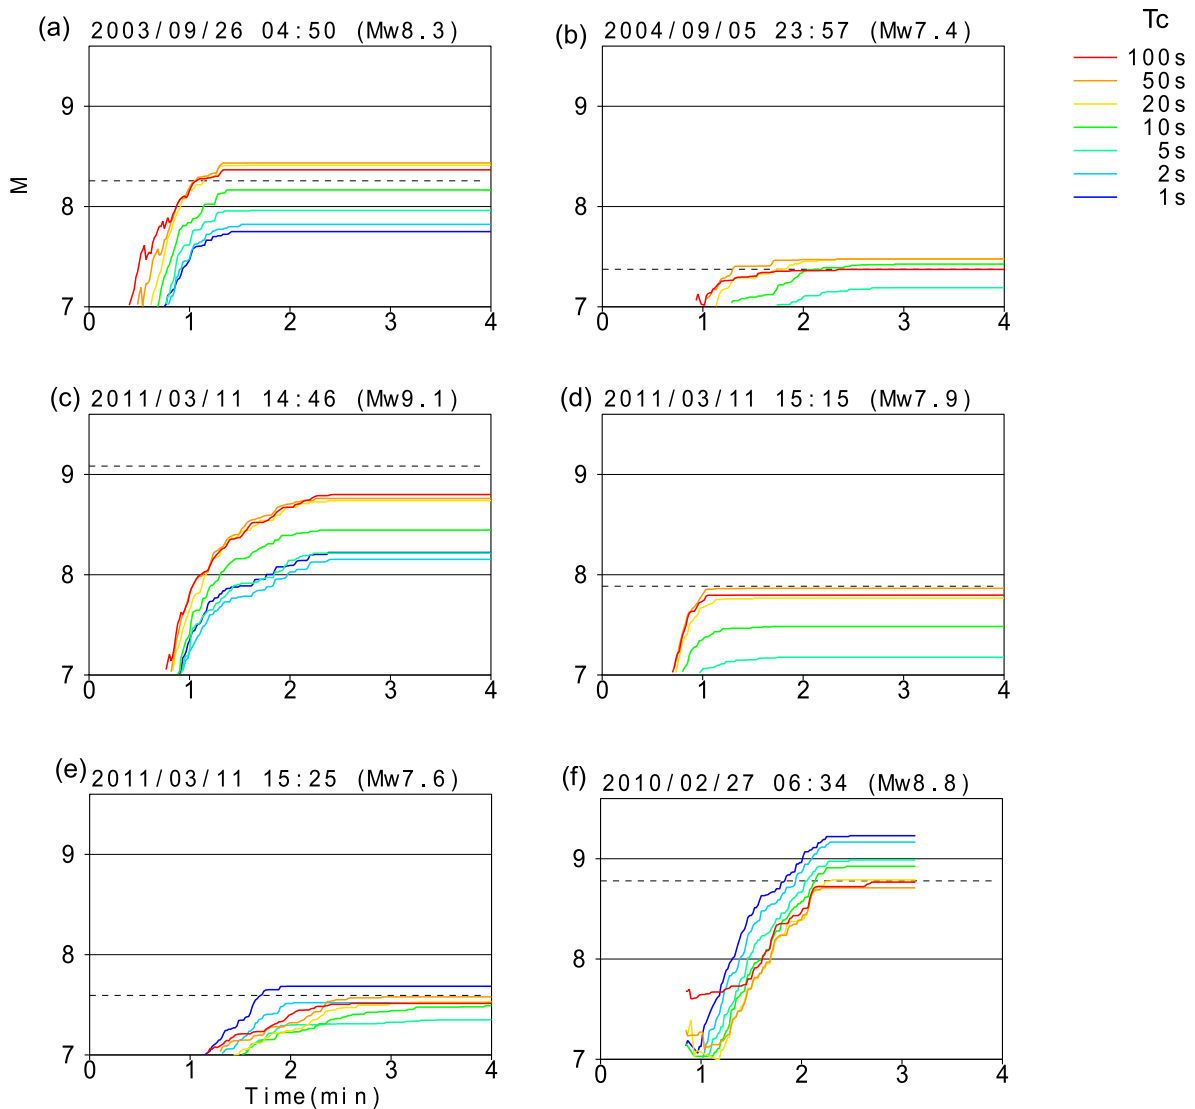 (a) 2003/09/26 04:50 (Mw8.3)
(b) 2004/09/05 23:57 (Mw7.4)
Tc
100s
50s
20s
10s
5s
2s
1s
M
9
8
7
0 1 2 3 4
9
8
7
0 1 2 3 4
(c) 2011/03/11 14:46 (Mw9.1)
(d) 2011/03/11 15:15 (Mw7.9)
9
8
7
0 1 2 3 4
9
8
7
0 1 2 3 4
(e) 2011/03/11 15:25 (Mw7.6)
(f) 2010/02/27 06:34 (Mw8.8)
9
8
7
0 1 2 3 4
Time(min)
9
8
7
0 1 2 3 4